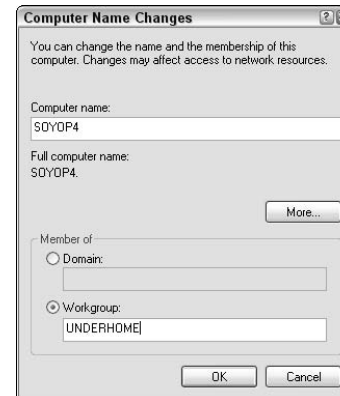 Computer Name Changes
You can change the name and the membership of this
computer. Changes may affect access to network resources.
Computer name:
SOYOP4
Full computer name:
SOYOP4.
More...
Member of
Domain:
Workgroup:
UNDERHOME
OK Cancel